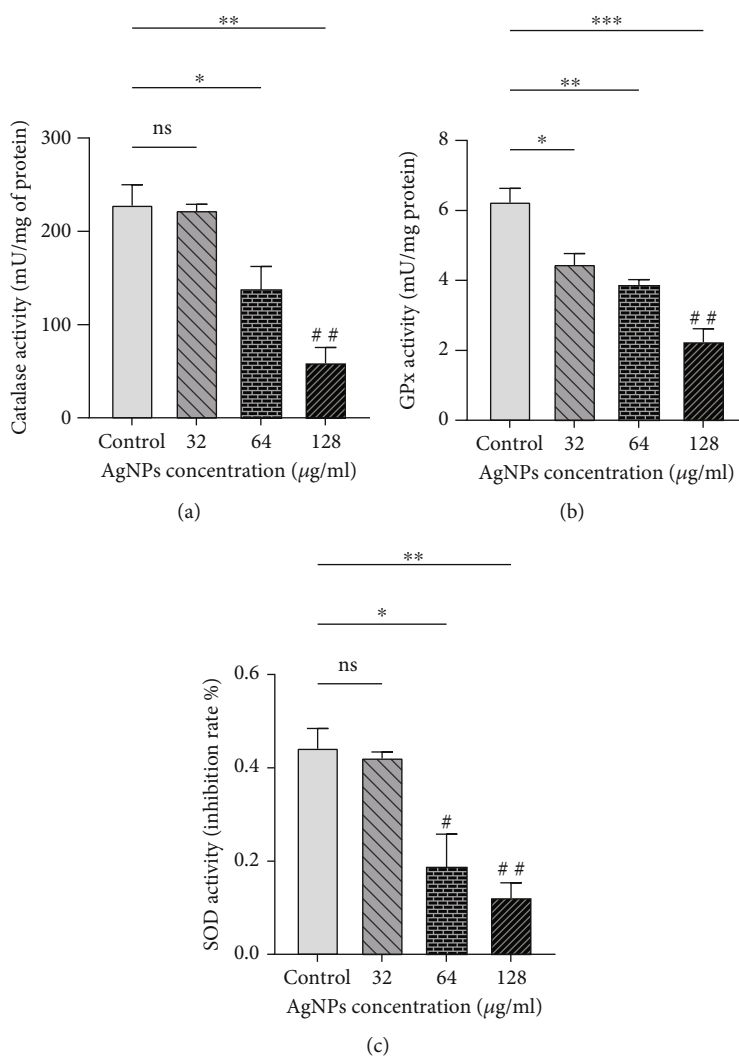 **
*
ns
300
200
100
0
Catalase activity (mU/mg of protein)
# #
Control 32 64 128
AgNPs concentration (μg/ml)
(a)
***
**
*
8
6
4
2
0
GPx activity (mU/mg protein)
# #
Control 32 64 128
AgNPs concentration (μg/ml)
(b)
**
*
ns
0.6
0.4
0.2
0.0
SOD activity (inhibition rate %)
#
# #
Control 32 64 128
AgNPs concentration (μg/ml)
(c)